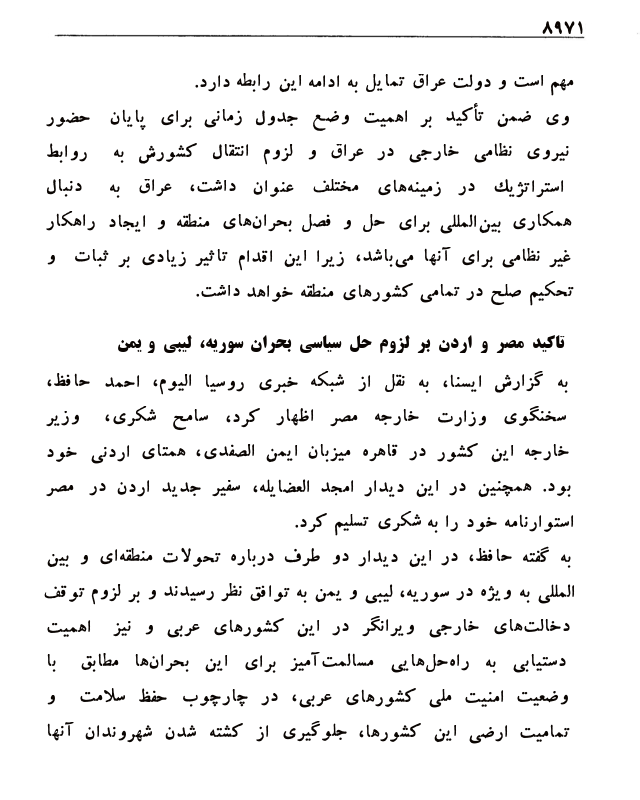 ۸۹۷۱
مهم است و دولت عراق تمایل به ادامه این رابطه دارد.
وی ضمن تأکید بر اهمیت وضع جدول زمانی برای پایان حضور
نیروی نظامی خارجی در عراق و لزوم انتقال کشورش به روابط
استراتژیك در زمینه‌های مختلف عنوان داشت، عراق به دنبال
همکاری بین‌المللی برای حل و فصل بحران‌های منطقه و ایجاد راهکار
غیر نظامی برای آنها می‌باشد، زیرا این اقدام تاثیر زیادی بر ثبات و
تحکیم صلح در تمامی کشورهای منطقه خواهد داشت.
تاکید مصر و اردن بر لزوم حل سیاسی بحران سوریه، لیبی و یمن
به گزارش ایسنا، به نقل از شبکه خبری روسیا الیوم، احمد حافظ،
سخنگوی وزارت خارجه مصر اظهار کرد، سامح شکری، وزیر
خارجه این کشور در قاهره میزبان ایمن الصفدی، همتای اردنی خود
بود. همچنین در این دیدار امجد العضایله، سفیر جدید اردن در مصر
استوارنامه خود را به شکری تسلیم کرد.
به گفته حافظ، در این دیدار دو طرف درباره تحولات منطقه‌ای و بین
المللی به ویژه در سوریه، لیبی و یمن به توافق نظر رسیدند و بر لزوم توقف
دخالت‌های خارجی ویرانگر در این کشورهای عربی و نیز اهمیت
دستیابی به راه‌حل‌هایی مسالمت‌آمیز برای این بحران‌ها مطابق با
وضعیت امنیت ملی کشورهای عربی، در چارچوب حفظ سلامت و
تمامیت ارضی این کشورها، جلوگیری از کشته شدن شهروندان آنها